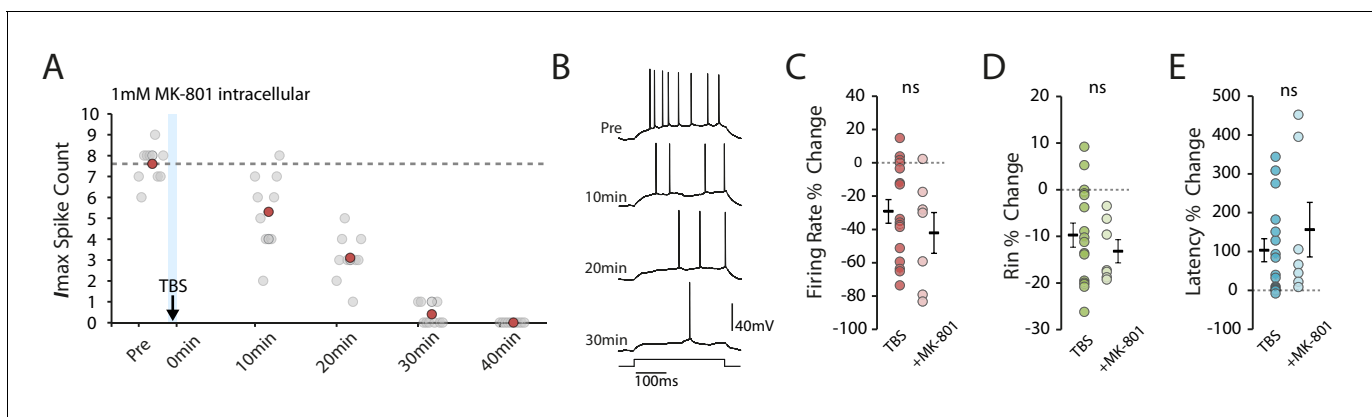 A
1mM MK-801 intracellular
Imax Spike Count
10
9
8
7
6
5
4
3
2
1
0
TBS
Pre
0min
10min
20min
30min
40min
B
Pre
10min
20min
30min
40mV
100ms
C
ns
Firing Rate % Change
40
20
0
-20
-40
-60
-80
-100
TBS
+MK-801
D
ns
Rin % Change
20
10
0
-10
-20
-30
TBS
+MK-801
E
ns
Latency % Change
500
400
300
200
100
0
-100
TBS
+MK-801